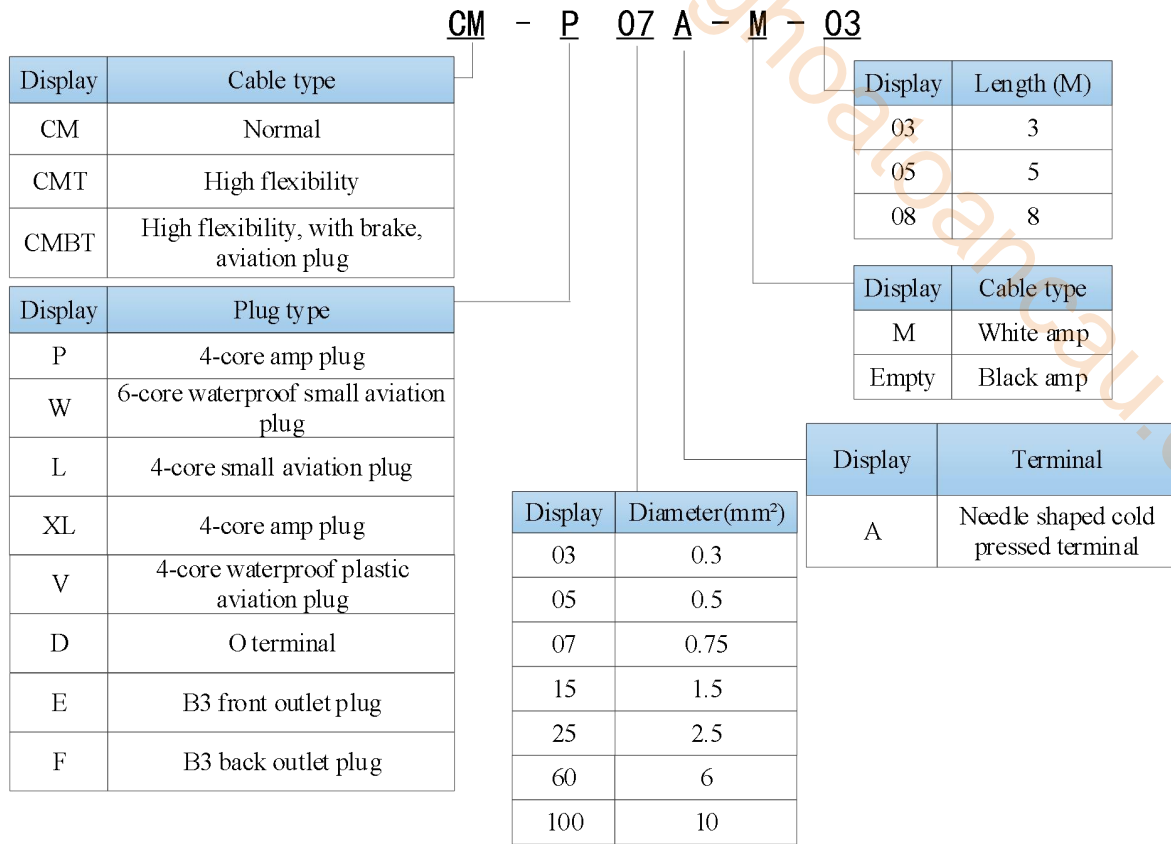 CM - P 07 A - M - 03
Display Cable type
CM Normal
CMT High flexibility
CMBT High flexibility, with brake,
aviation plug
Display Plug type
P 4-core amp plug
W 6-core waterproof small aviation
plug
L 4-core small aviation plug
XL 4-core amp plug
V 4-core waterproof plastic
aviation plug
D O terminal
E B3 front outlet plug
F B3 back outlet plug
Display Diameter(mm²)
03 0.3
05 0.5
07 0.75
15 1.5
25 2.5
60 6
100 10
Display Length (M)
03 3
05 5
08 8
Display Cable type
M White amp
Empty Black amp
Display Terminal
A Needle shaped cold
pressed terminal